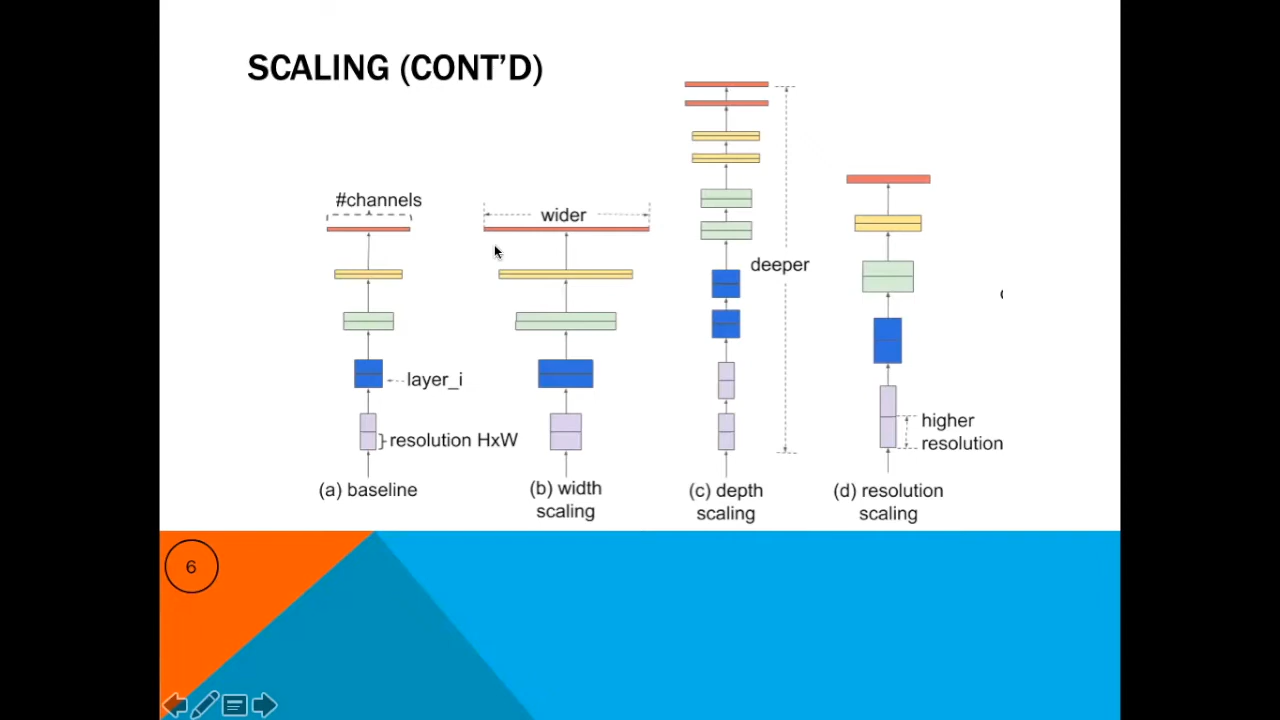 SCALING (CONT'D)
#channels
layer_i
resolution HxW
(a) baseline
wider
(b) width
scaling
deeper
(c) depth
scaling
higher
resolution
(d) resolution
scaling
6